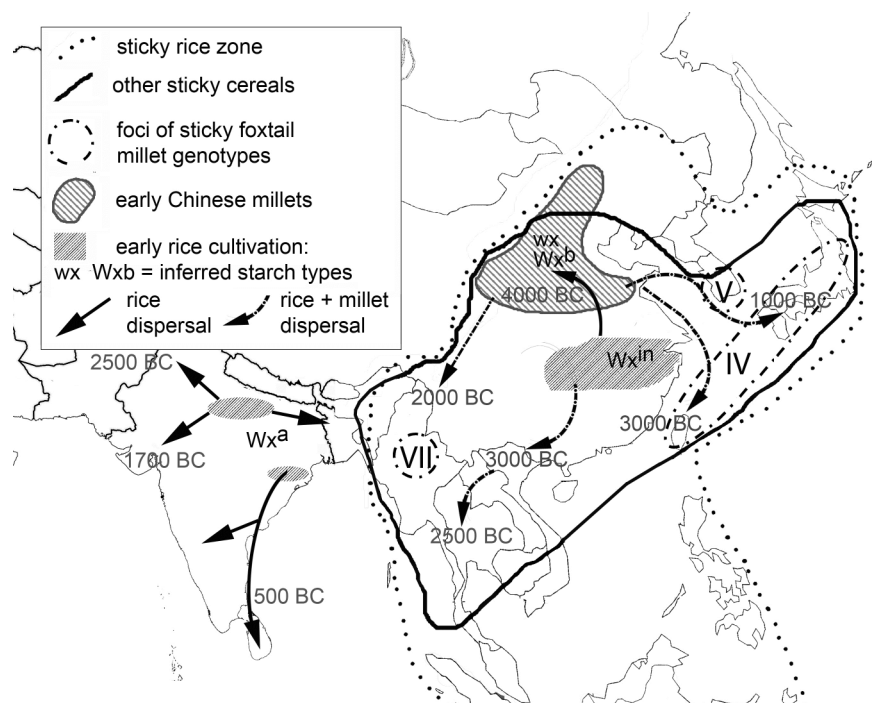 sticky rice zone
other sticky cereals
foci of sticky foxtail
millet genotypes
early Chinese millets
early rice cultivation:
wx Wxb = inferred starch types
rice
dispersal
rice + millet
dispersal
wx
Wxb
4000 BC
V
1000 BC
2500 BC
Wxin
IV
2000 BC
3000 BC
Wxa
1700 BC
VII
3000 BC
2500 BC
500 BC